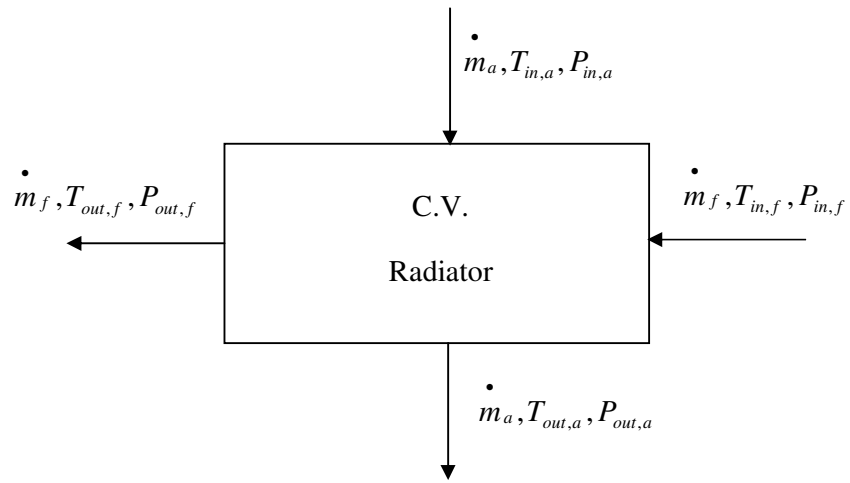 ṁa, Tin,a, Pin,a
ṁf, Tout,f, Pout,f
C.V.
ṁf, Tin,f, Pin,f
Radiator
ṁa, Tout,a, Pout,a